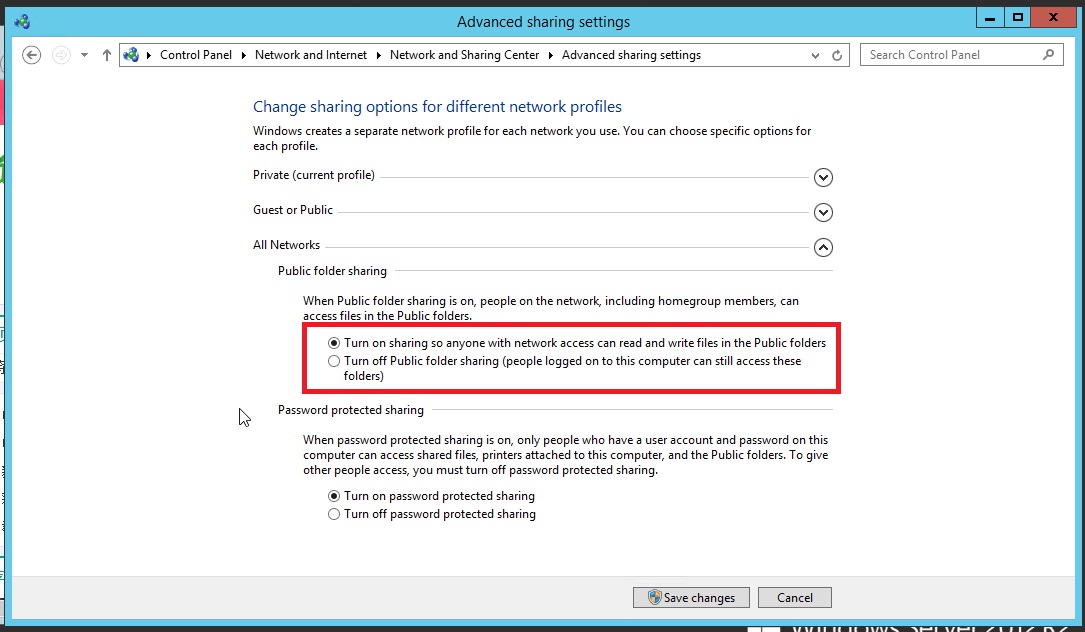 Advanced sharing settings
Control Panel Network and Internet Network and Sharing Center Advanced sharing settings
Search Control Panel
Change sharing options for different network profiles
Windows creates a separate network profile for each network you use. You can choose specific options for
each profile.
Private (current profile)
Guest or Public
All Networks
Public folder sharing
When Public folder sharing is on, people on the network, including homegroup members, can
access files in the Public folders.
Turn on sharing so anyone with network access can read and write files in the Public folders
Turn off Public folder sharing (people logged on to this computer can still access these
folders)
Password protected sharing
When password protected sharing is on, only people who have a user account and password on this
computer can access shared files, printers attached to this computer, and the Public folders. To give
other people access, you must turn off password protected sharing.
Turn on password protected sharing
Turn off password protected sharing
Save changes
Cancel
Windows Server 2012 R2